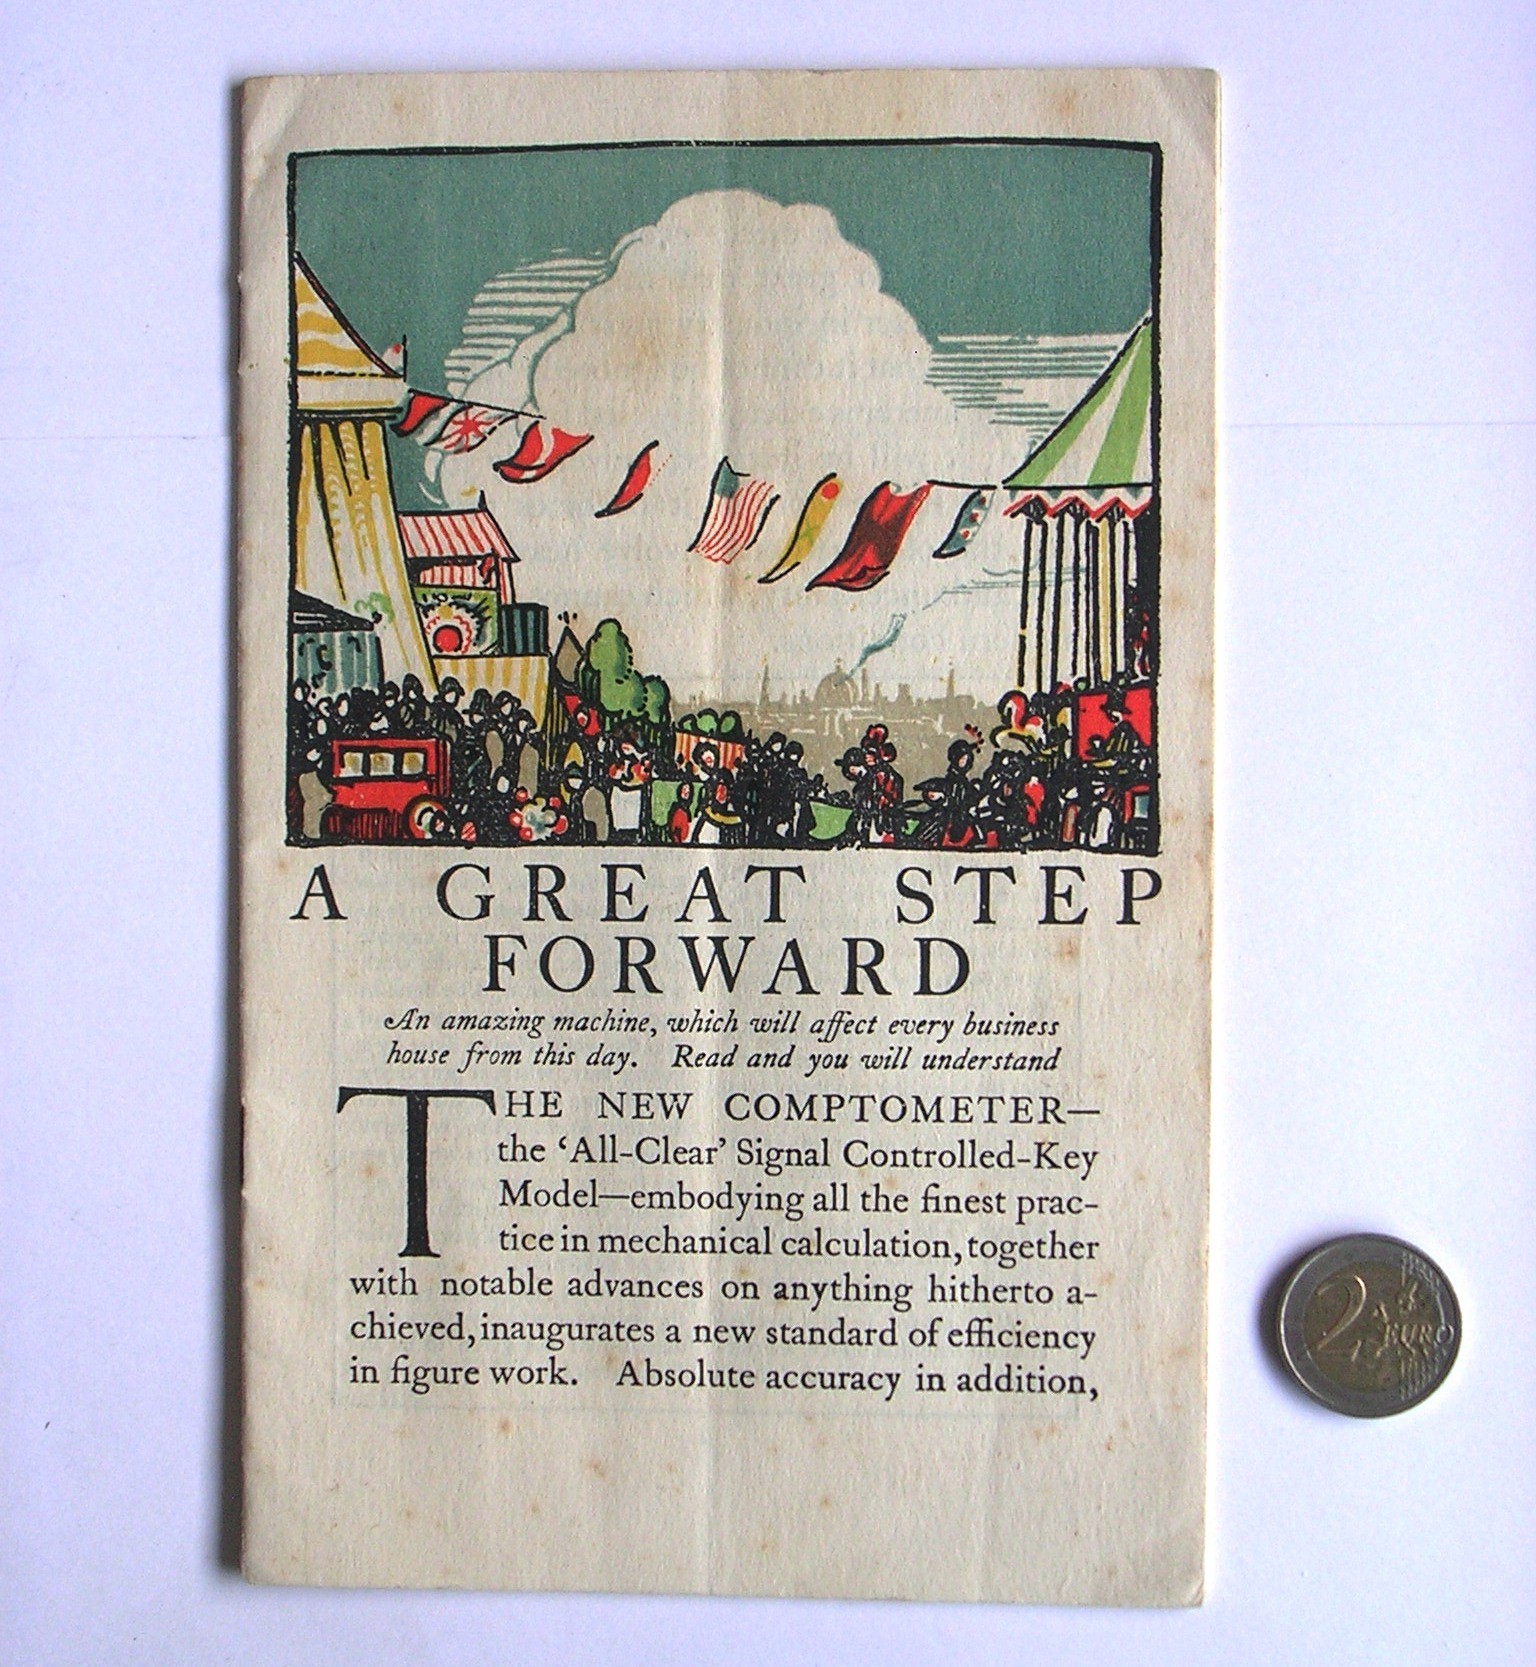 A GREAT STEP
FORWARD
An amazing machine, which will affect every business
house from this day. Read and you will understand
THE NEW COMPTOMETER—
the ‘All-Clear’ Signal Controlled-Key
Model—embodying all the finest prac-
tice in mechanical calculation, together
with notable advances on anything hitherto a-
chieved, inaugurates a new standard of efficiency
in figure work. Absolute accuracy in addition,
2 EURO